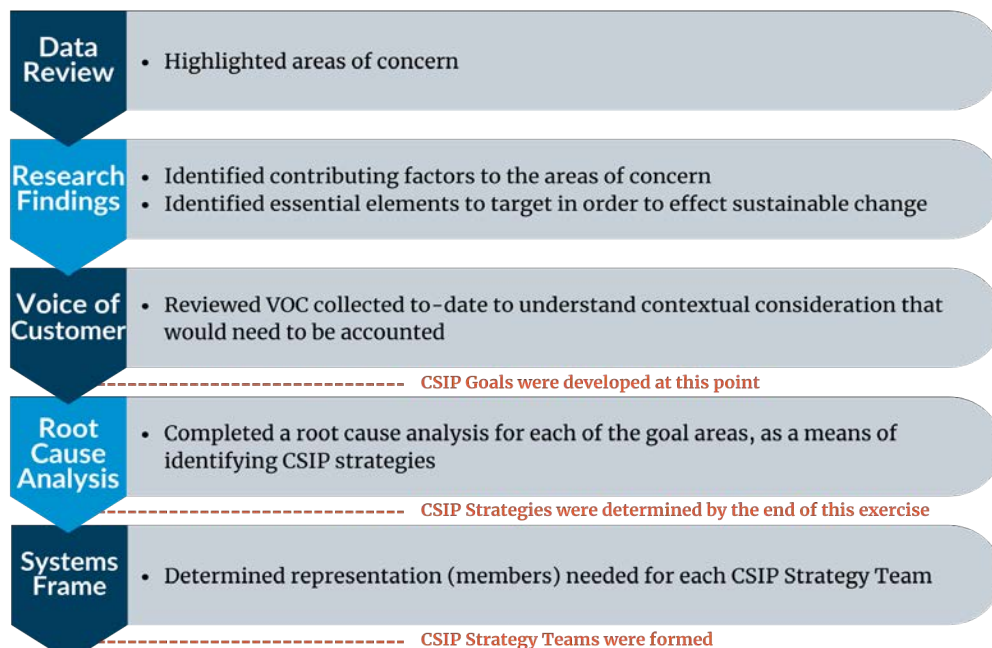 Data
Review
• Highlighted areas of concern
Research
Findings
• Identified contributing factors to the areas of concern
• Identified essential elements to target in order to effect sustainable change
Voice of
Customer
• Reviewed VOC collected to-date to understand contextual consideration that
would need to be accounted
CSIP Goals were developed at this point
Root
Cause
Analysis
• Completed a root cause analysis for each of the goal areas, as a means of
identifying CSIP strategies
CSIP Strategies were determined by the end of this exercise
Systems
Frame
• Determined representation (members) needed for each CSIP Strategy Team
CSIP Strategy Teams were formed